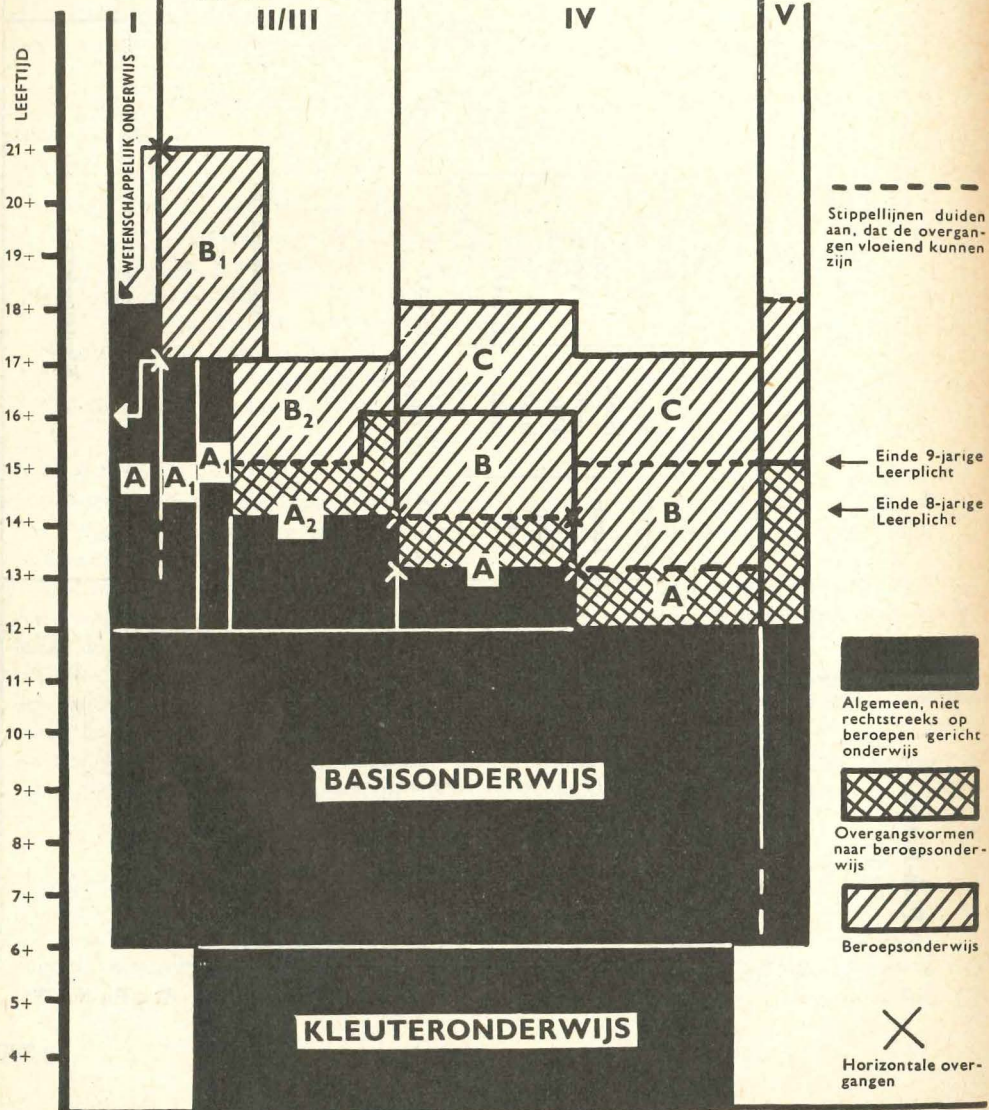 I
II/III
IV
V
LEEFTIJD
WETENSCHAPPELIJK ONDERWIJS
21+
20+
19+
18+
17+
16+
15+
14+
13+
12+
11+
10+
9+
8+
7+
6+
5+
4+
B₁
C
B₂
C
A
A₁
A₁
B
B
A₂
A
A
BASISONDERWIJS
KLEUTERONDERWIJS
Stippellijnen duiden
aan, dat de overgan-
gen vloeiend kunnen
zijn
Einde 9-jarige
Leerplicht
Einde 8-jarige
Leerplicht
Algemeen, niet
rechtstreeks op
beroepen gericht
onderwijs
Overgangsvormen
naar beroepsonder-
wijs
Beroepsonderwijs
Horizontale over-
gangen